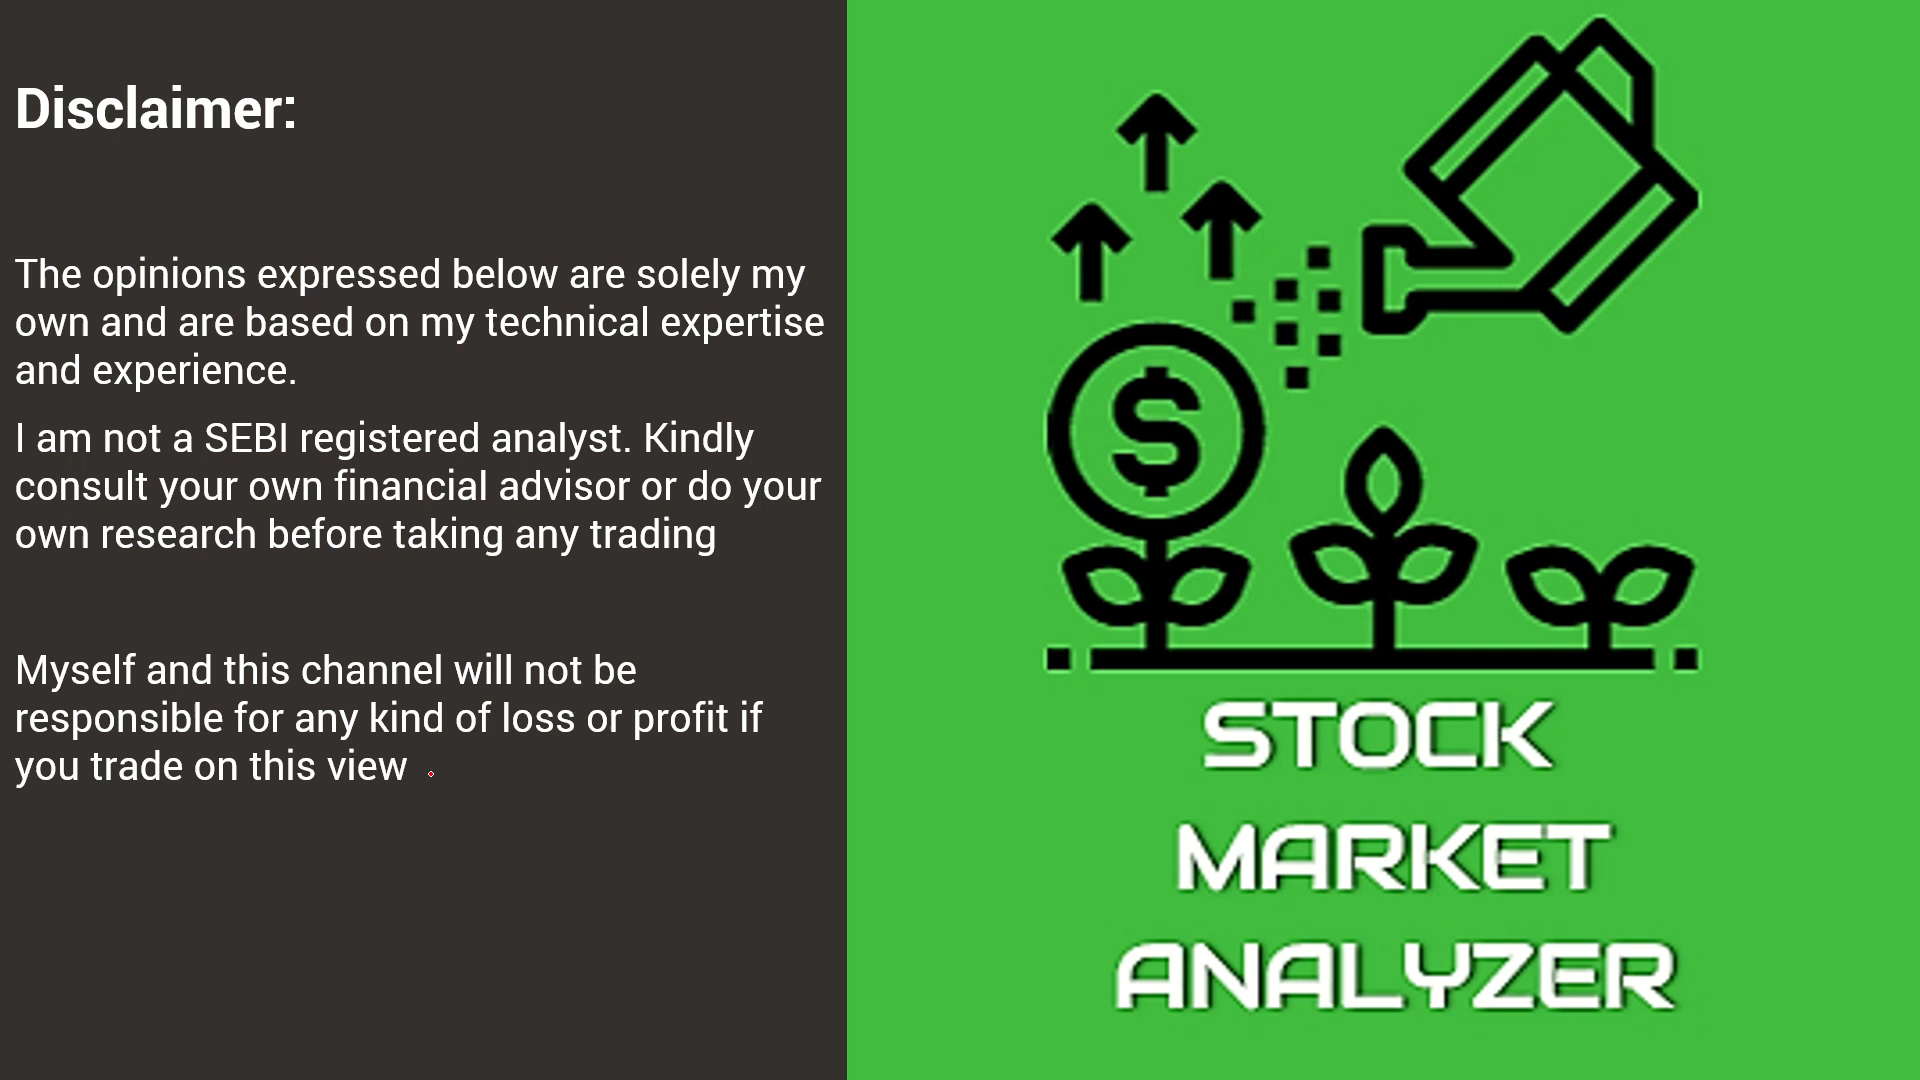 Disclaimer:
The opinions expressed below are solely my
own and are based on my technical expertise
and experience.
I am not a SEBI registered analyst. Kindly
consult your own financial advisor or do your
own research before taking any trading
Myself and this channel will not be
responsible for any kind of loss or profit if
you trade on this view
$
STOCK
MARKET
ANALYZER